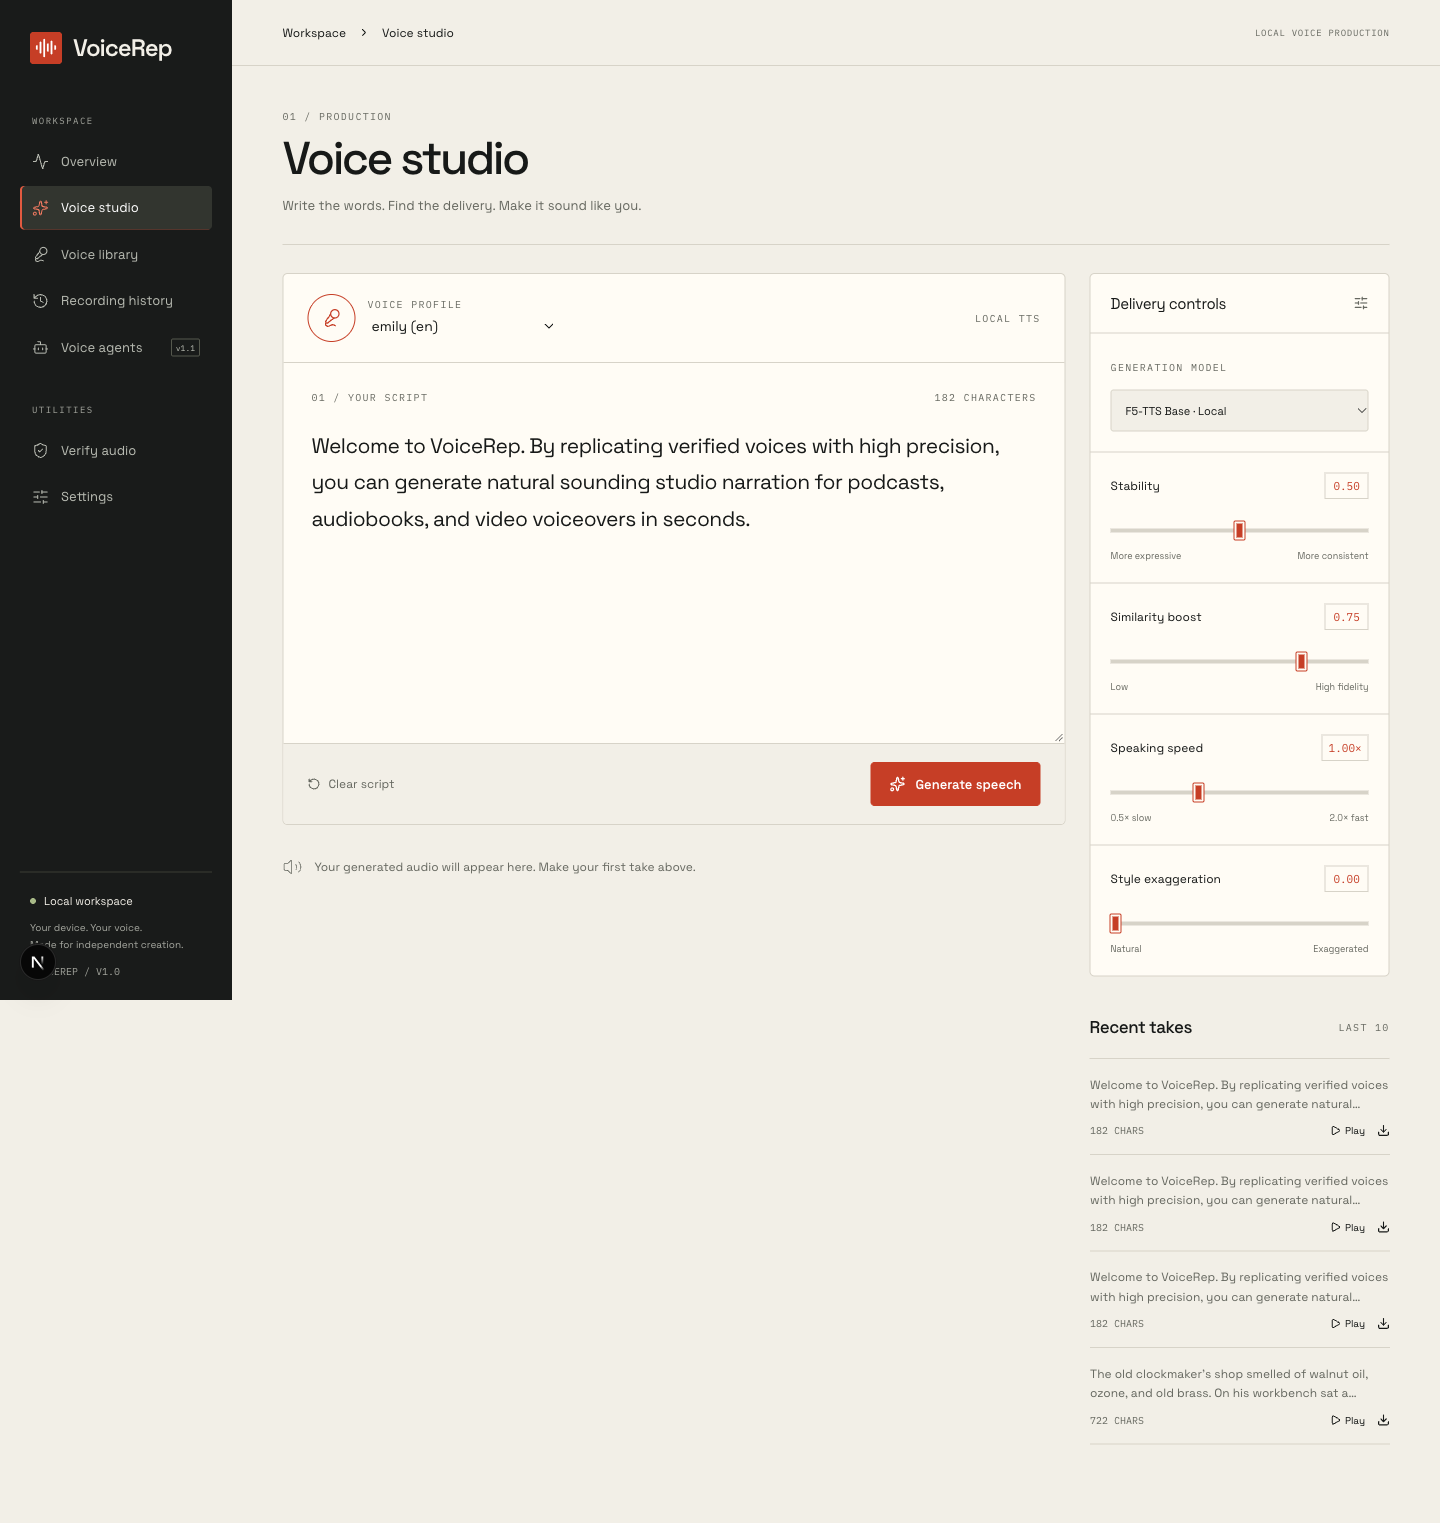 VoiceRep
WORKSPACE
Overview
Voice studio
Voice library
Recording history
Voice agents v1.1
UTILITIES
Verify audio
Settings
Local workspace
Your device. Your voice.
for independent creation.
/ V1.0
N
Workspace > Voice studio
LOCAL VOICE PRODUCTION
01 / PRODUCTION
Voice studio
Write the words. Find the delivery. Make it sound like you.
VOICE PROFILE
emily (en)
LOCAL TTS
01 / YOUR SCRIPT
182 CHARACTERS
Welcome to VoiceRep. By replicating verified voices with high precision,
you can generate natural sounding studio narration for podcasts,
audiobooks, and video voiceovers in seconds.
Clear script
Generate speech
Your generated audio will appear here. Make your first take above.
Delivery controls
GENERATION MODEL
F5-TTS Base · Local
Stability 0.50
More expressive More consistent
Similarity boost 0.75
Low High fidelity
Speaking speed 1.00×
0.5× slow 2.0× fast
Style exaggeration 0.00
Natural Exaggerated
Recent takes LAST 10
Welcome to VoiceRep. By replicating verified voices
with high precision, you can generate natural…
182 CHARS Play
Welcome to VoiceRep. By replicating verified voices
with high precision, you can generate natural…
182 CHARS Play
Welcome to VoiceRep. By replicating verified voices
with high precision, you can generate natural…
182 CHARS Play
The old clockmaker's shop smelled of walnut oil,
ozone, and old brass. On his workbench sat a…
722 CHARS Play